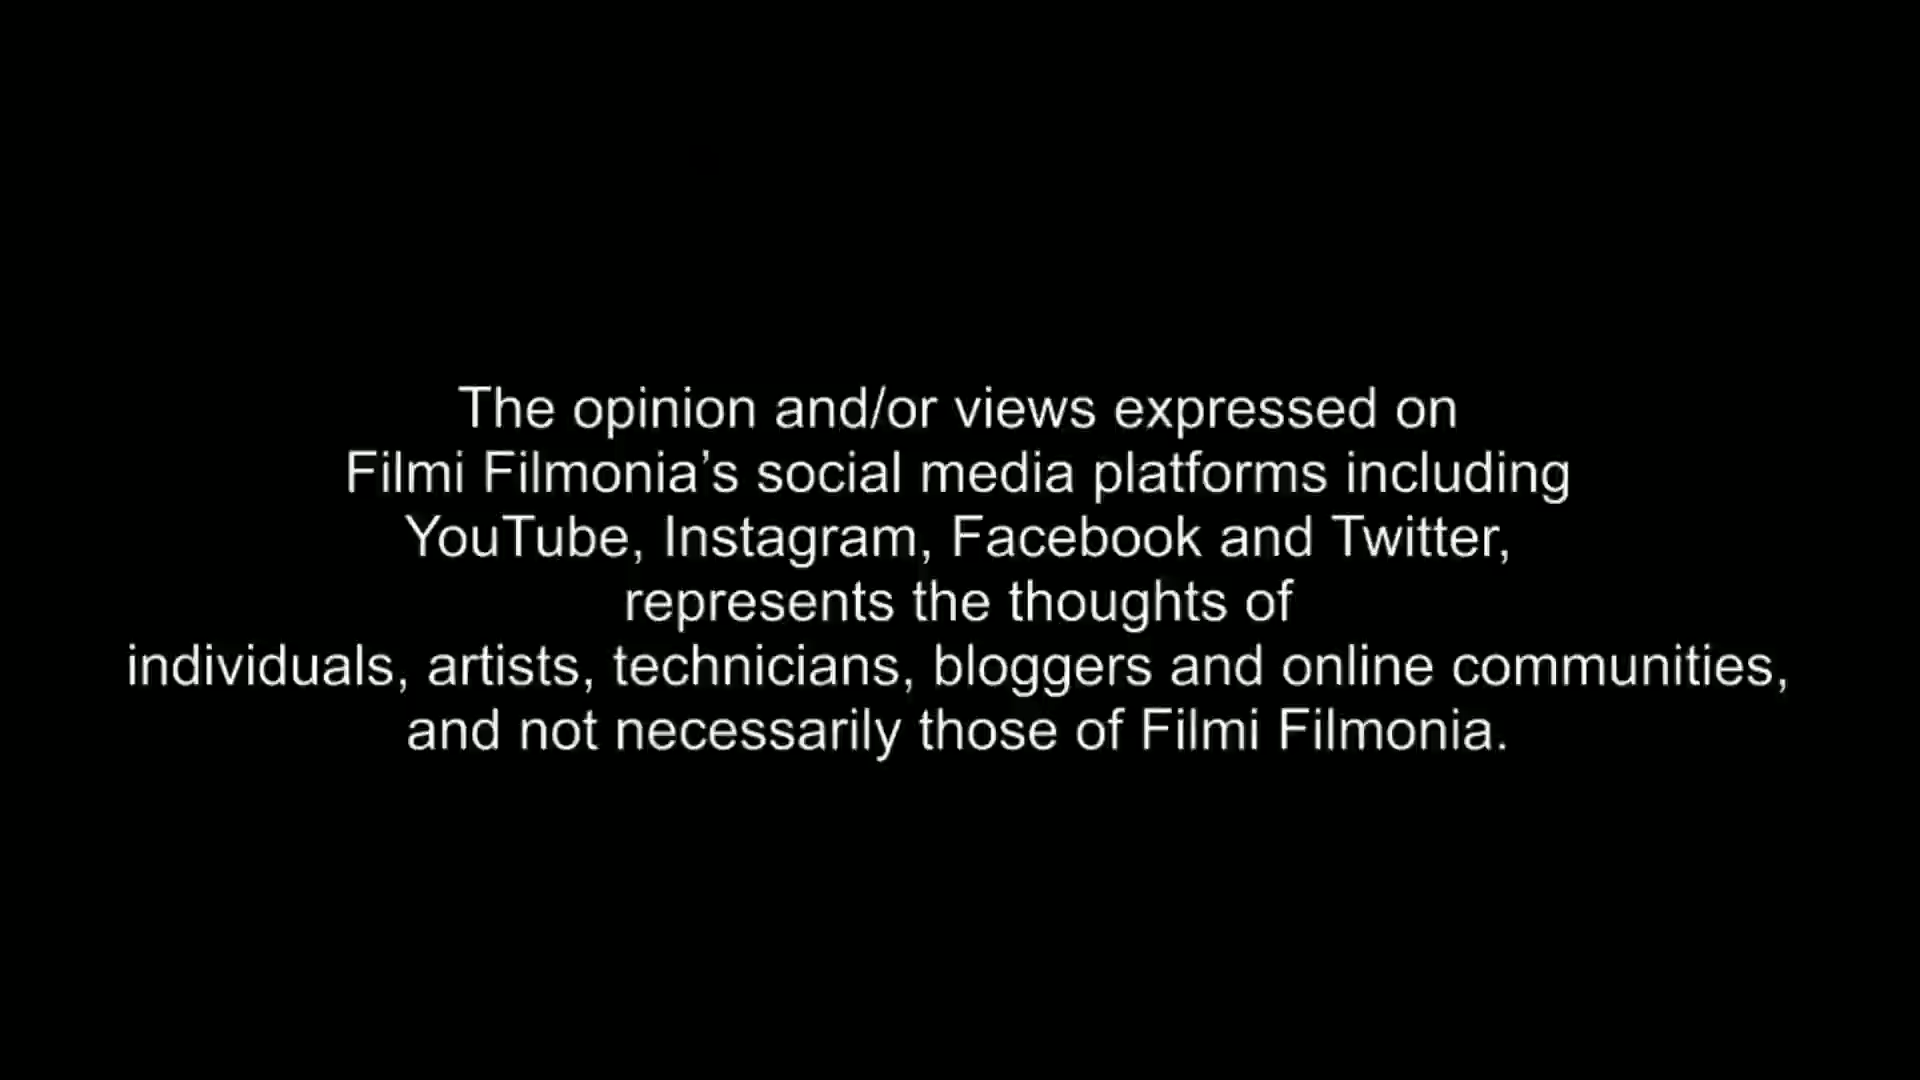 The opinion and/or views expressed on
Filmi Filmonia’s social media platforms including
YouTube, Instagram, Facebook and Twitter,
represents the thoughts of
individuals, artists, technicians, bloggers and online communities,
and not necessarily those of Filmi Filmonia.